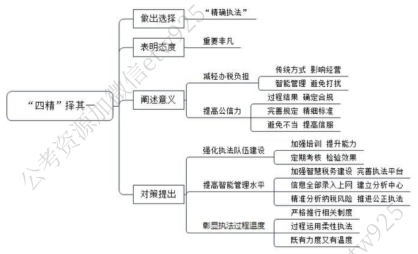 做出选择
“精确执法”
表明态度
重要非凡
“四精”择其一
阐述意义
减轻办税负担
传统方式 影响经营
智能管理 避免打扰
提高公信力
过程结果 确定合规
完善规定 精细标准
避免不当 提高信服
对策提出
强化执法队伍建设
加强培训 提升能力
定期考核 检验效果
提高智能管理水平
加强智慧税务建设 完善执法平台
信息全部录入上网 建立分析中心
精准分析纳税风险 推进公正执法
彰显执法过程温度
严格推行相关制度
过程运用柔性执法
既有力度又有温度
公考资源加微信etw925